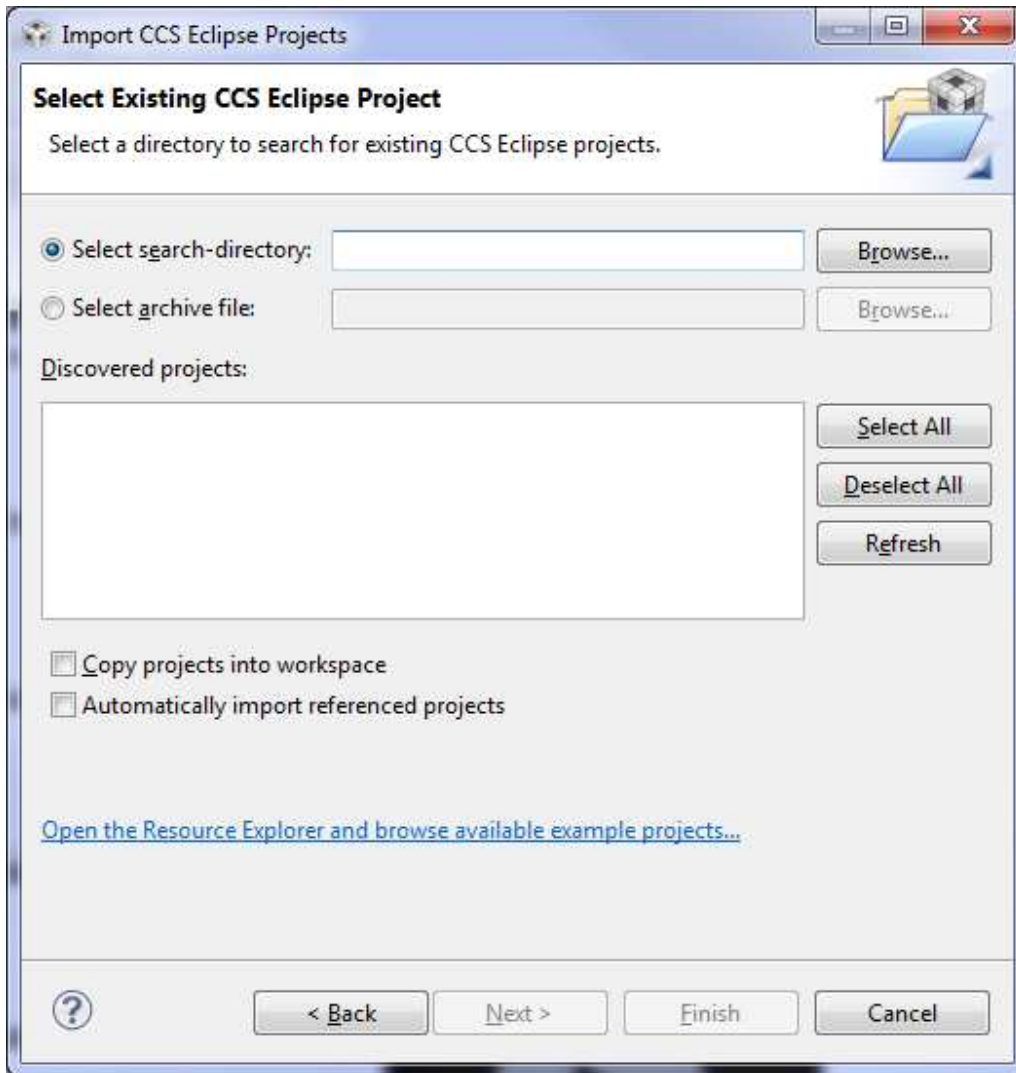 Import CCS Eclipse Projects
Select Existing CCS Eclipse Project
Select a directory to search for existing CCS Eclipse projects.
Select search-directory:
Browse...
Select archive file:
Browse...
Discovered projects:
Select All
Deselect All
Refresh
Copy projects into workspace
Automatically import referenced projects
Open the Resource Explorer and browse available example projects...
?
< Back
Next >
Finish
Cancel